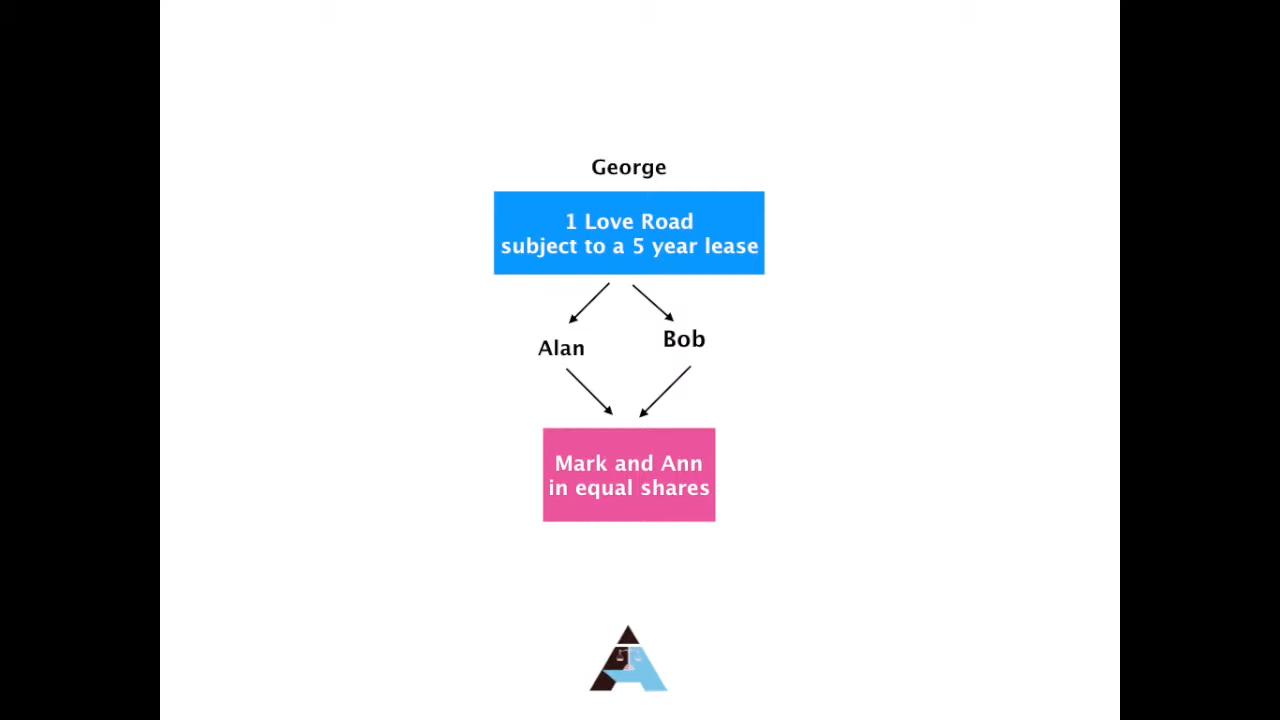 George
1 Love Road
subject to a 5 year lease
Alan
Bob
Mark and Ann
in equal shares